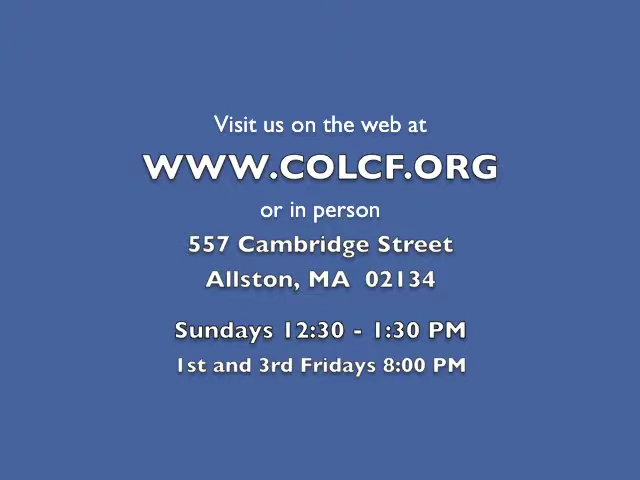 Visit us on the web at
WWW.COLCF.ORG
or in person
557 Cambridge Street
Allston, MA 02134
Sundays 12:30 - 1:30 PM
1st and 3rd Fridays 8:00 PM